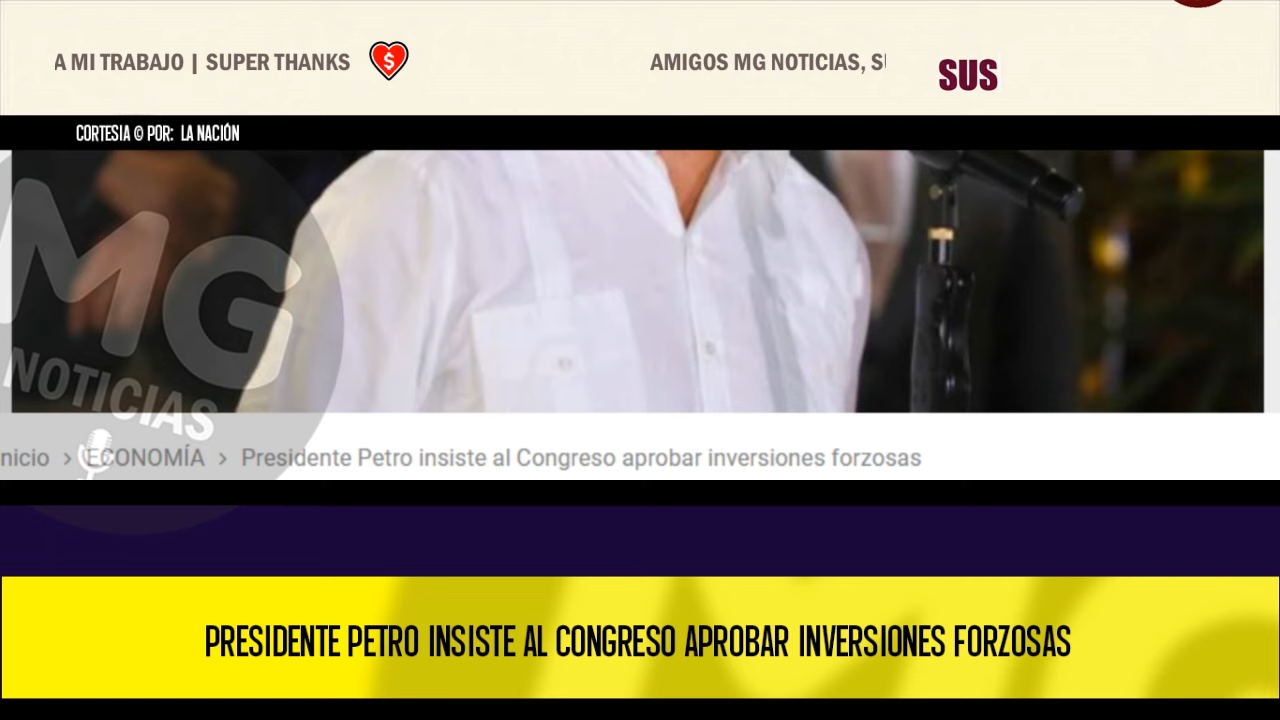 A MI TRABAJO | SUPER THANKS $
AMIGOS MG NOTICIAS, S
SUS
CORTESIA © POR: LA NACIÓN
MG
NOTICIAS
nicio > ECONOMÍA > Presidente Petro insiste al Congreso aprobar inversiones forzosas
PRESIDENTE PETRO INSISTE AL CONGRESO APROBAR INVERSIONES FORZOSAS